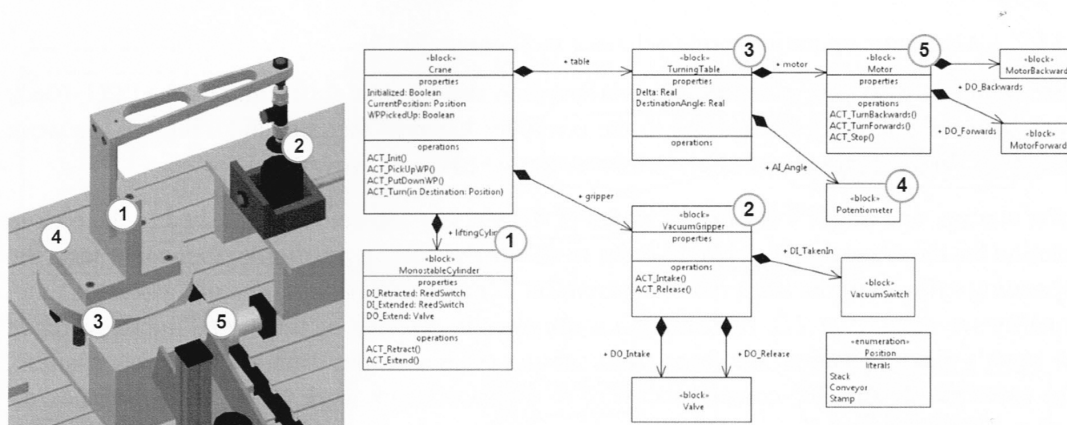 1
2
4
3
5
«block»
Crane
properties
Initialized: Boolean
CurrentPosition: Position
WPPickedUp: Boolean
operations
ACT_Init()
ACT_PickUpWP()
ACT_PutDownWP()
ACT_Turn(in Destination: Position)
+ table
3
«block»
TurningTable
properties
Delta: Real
DestinationAngle: Real
operations
+ motor
5
«block»
Motor
properties
operations
ACT_TurnBackwards()
ACT_TurnForwards()
ACT_Stop()
«block»
MotorBackward
+ DO_Backwards
+ DO_Forwards
«block»
MotorForward
+ AI_Angle
4
«block»
Potentiometer
+ gripper
+ liftingCylin
1
«block»
MonostableCylinder
properties
DI_Retracted: ReedSwitch
DI_Extended: ReedSwitch
DO_Extend: Valve
operations
ACT_Retract()
ACT_Extend()
2
«block»
VacuumGripper
properties
operations
ACT_Intake()
ACT_Release()
+ DI_TakenIn
«block»
VacuumSwitch
+ DO_Intake
+ DO_Release
«block»
Valve
«enumeration»
Position
literals
Stack
Conveyor
Stamp